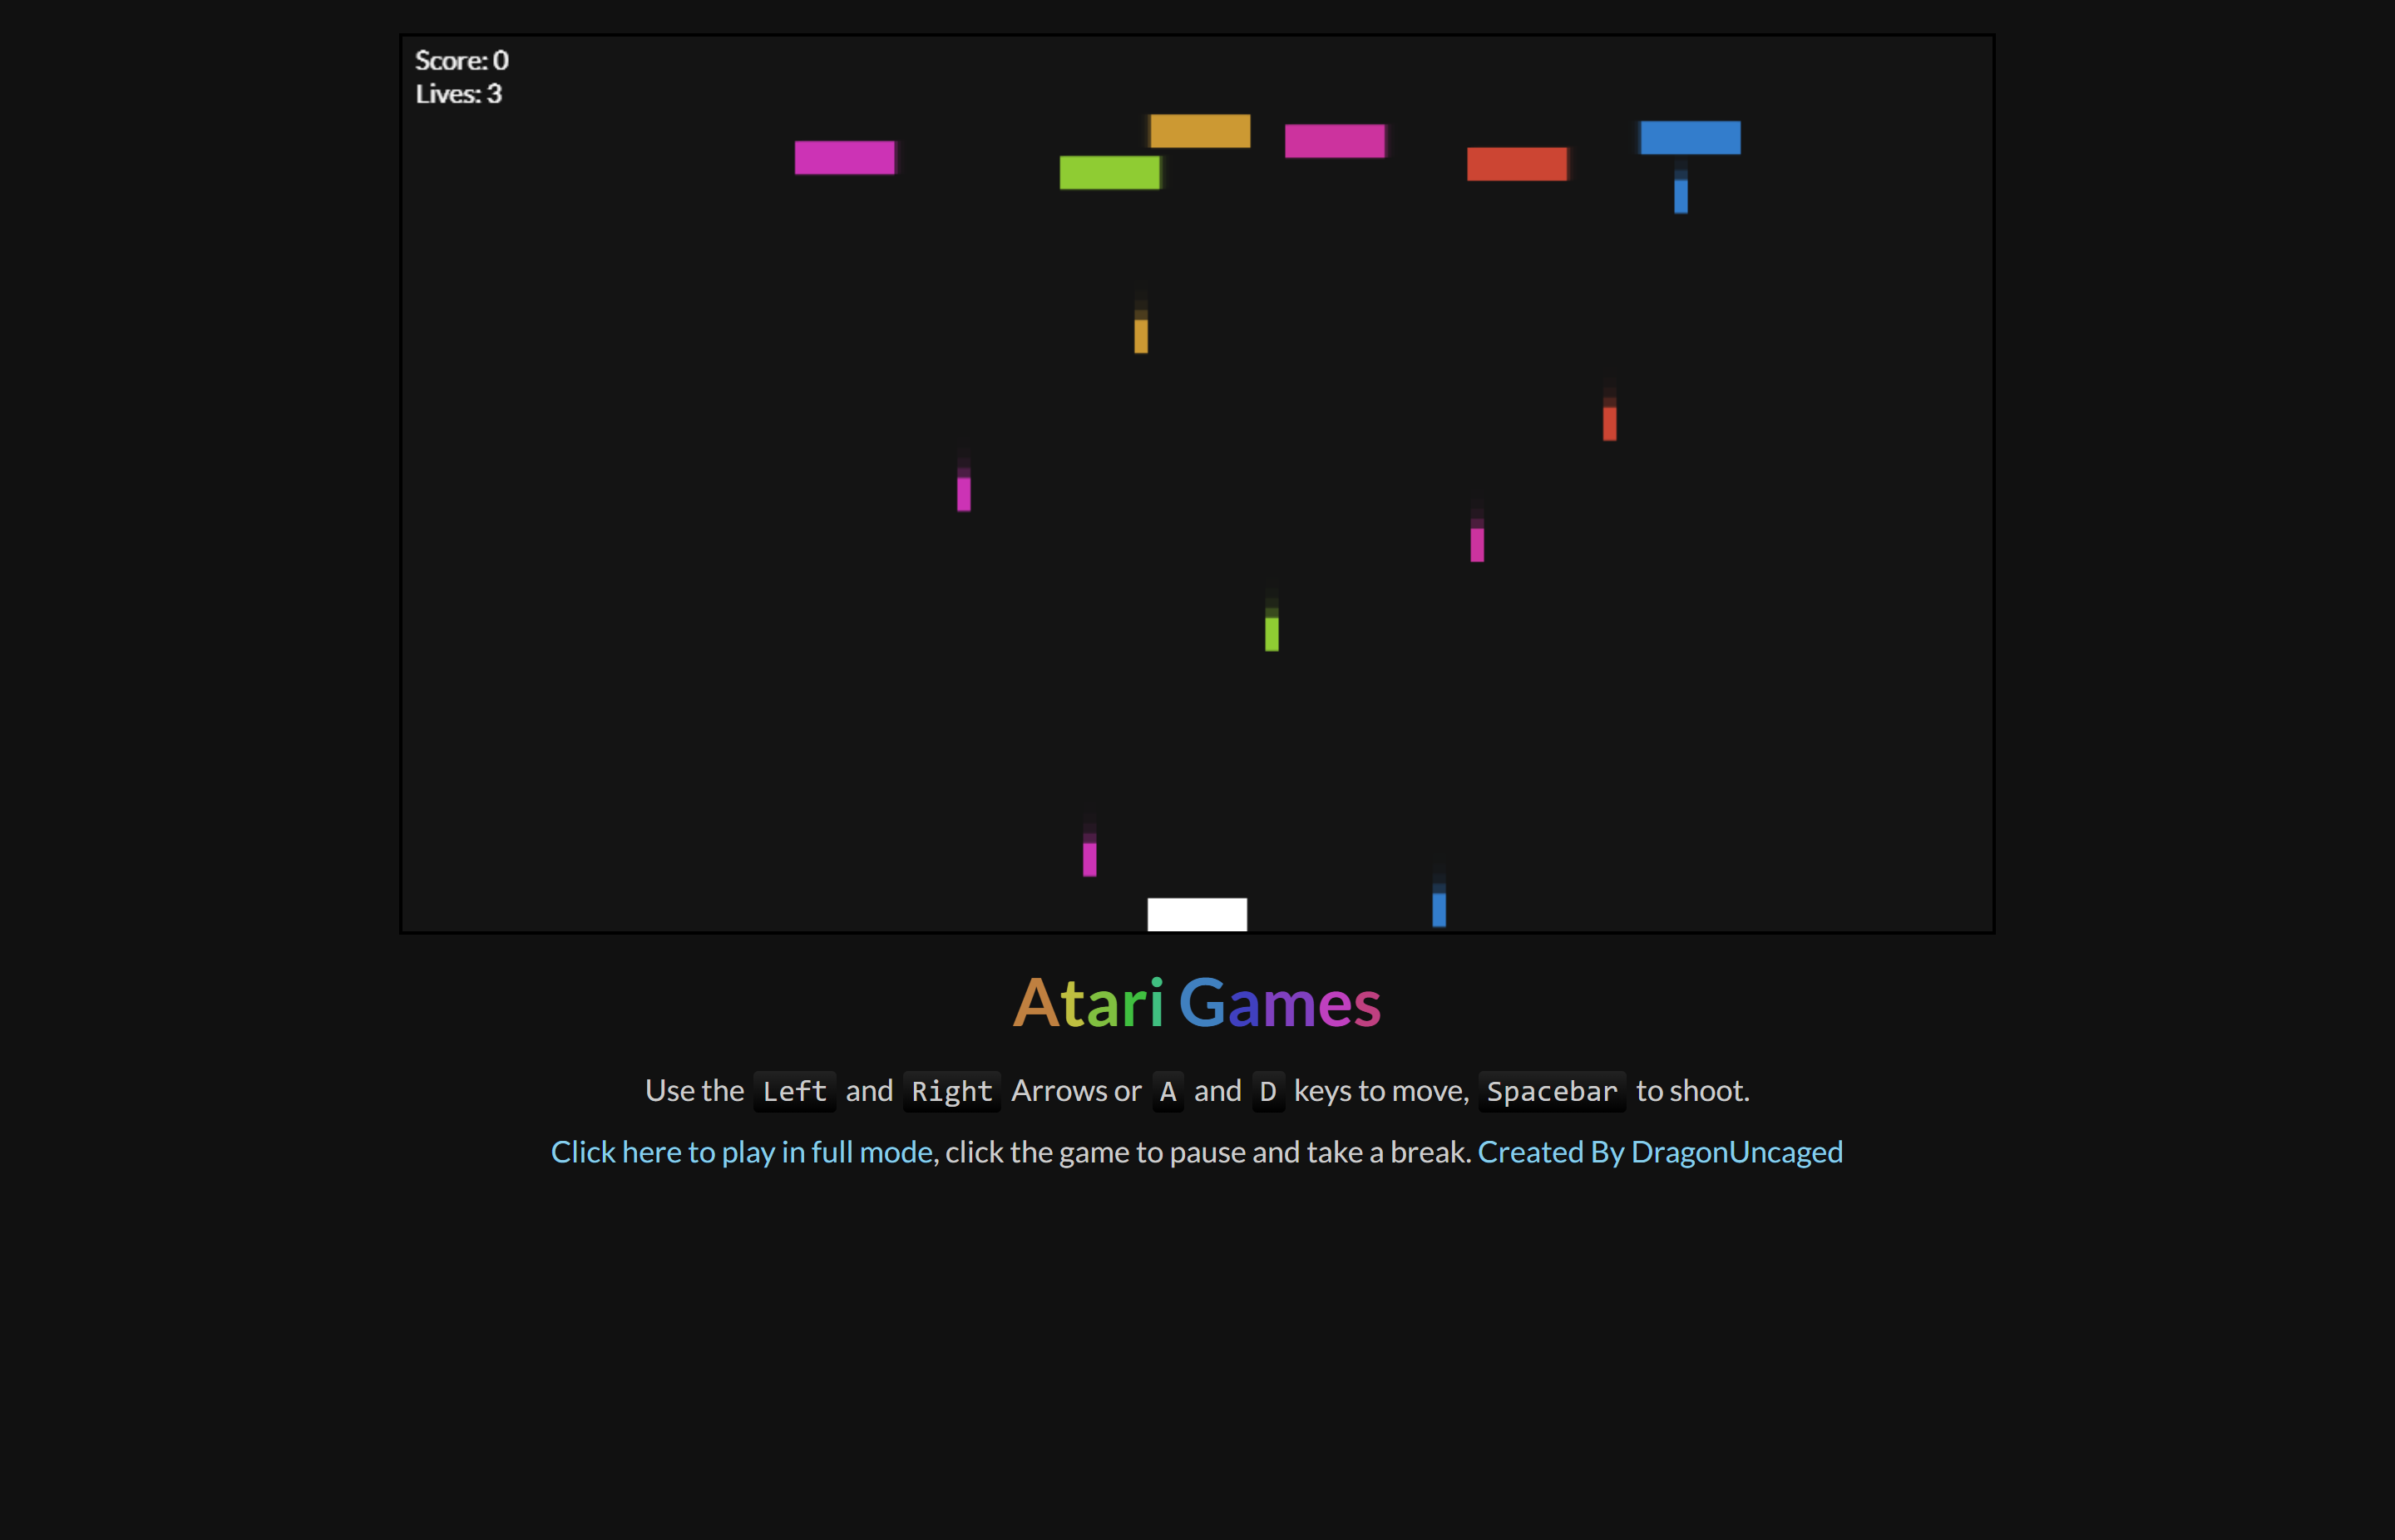 Score: 0
Lives: 3
Atari Games
Use the Left and Right Arrows or A and D keys to move, Spacebar to shoot.
Click here to play in full mode, click the game to pause and take a break. Created By DragonUncaged